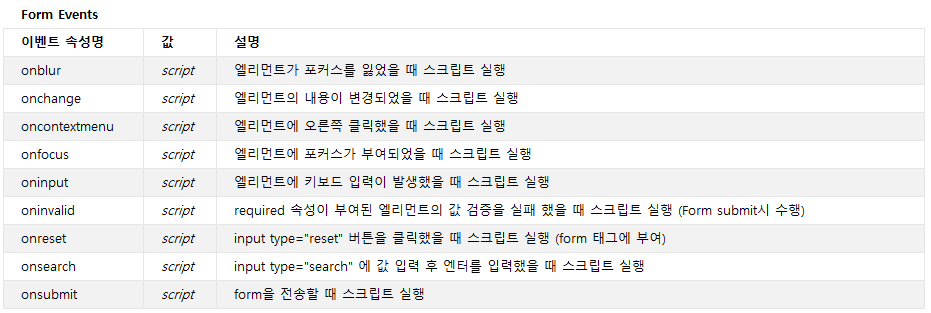 Form Events
이벤트 속성명 값 설명
onblur script 엘리먼트가 포커스를 잃었을 때 스크립트 실행
onchange script 엘리먼트의 내용이 변경되었을 때 스크립트 실행
oncontextmenu script 엘리먼트에 오른쪽 클릭했을 때 스크립트 실행
onfocus script 엘리먼트에 포커스가 부여되었을 때 스크립트 실행
oninput script 엘리먼트에 키보드 입력이 발생했을 때 스크립트 실행
oninvalid script required 속성이 부여된 엘리먼트의 값 검증을 실패 했을 때 스크립트 실행 (Form submit시 수행)
onreset script input type="reset" 버튼을 클릭했을 때 스크립트 실행 (form 태그에 부여)
onsearch script input type="search" 에 값 입력 후 엔터를 입력했을 때 스크립트 실행
onsubmit script form을 전송할 때 스크립트 실행